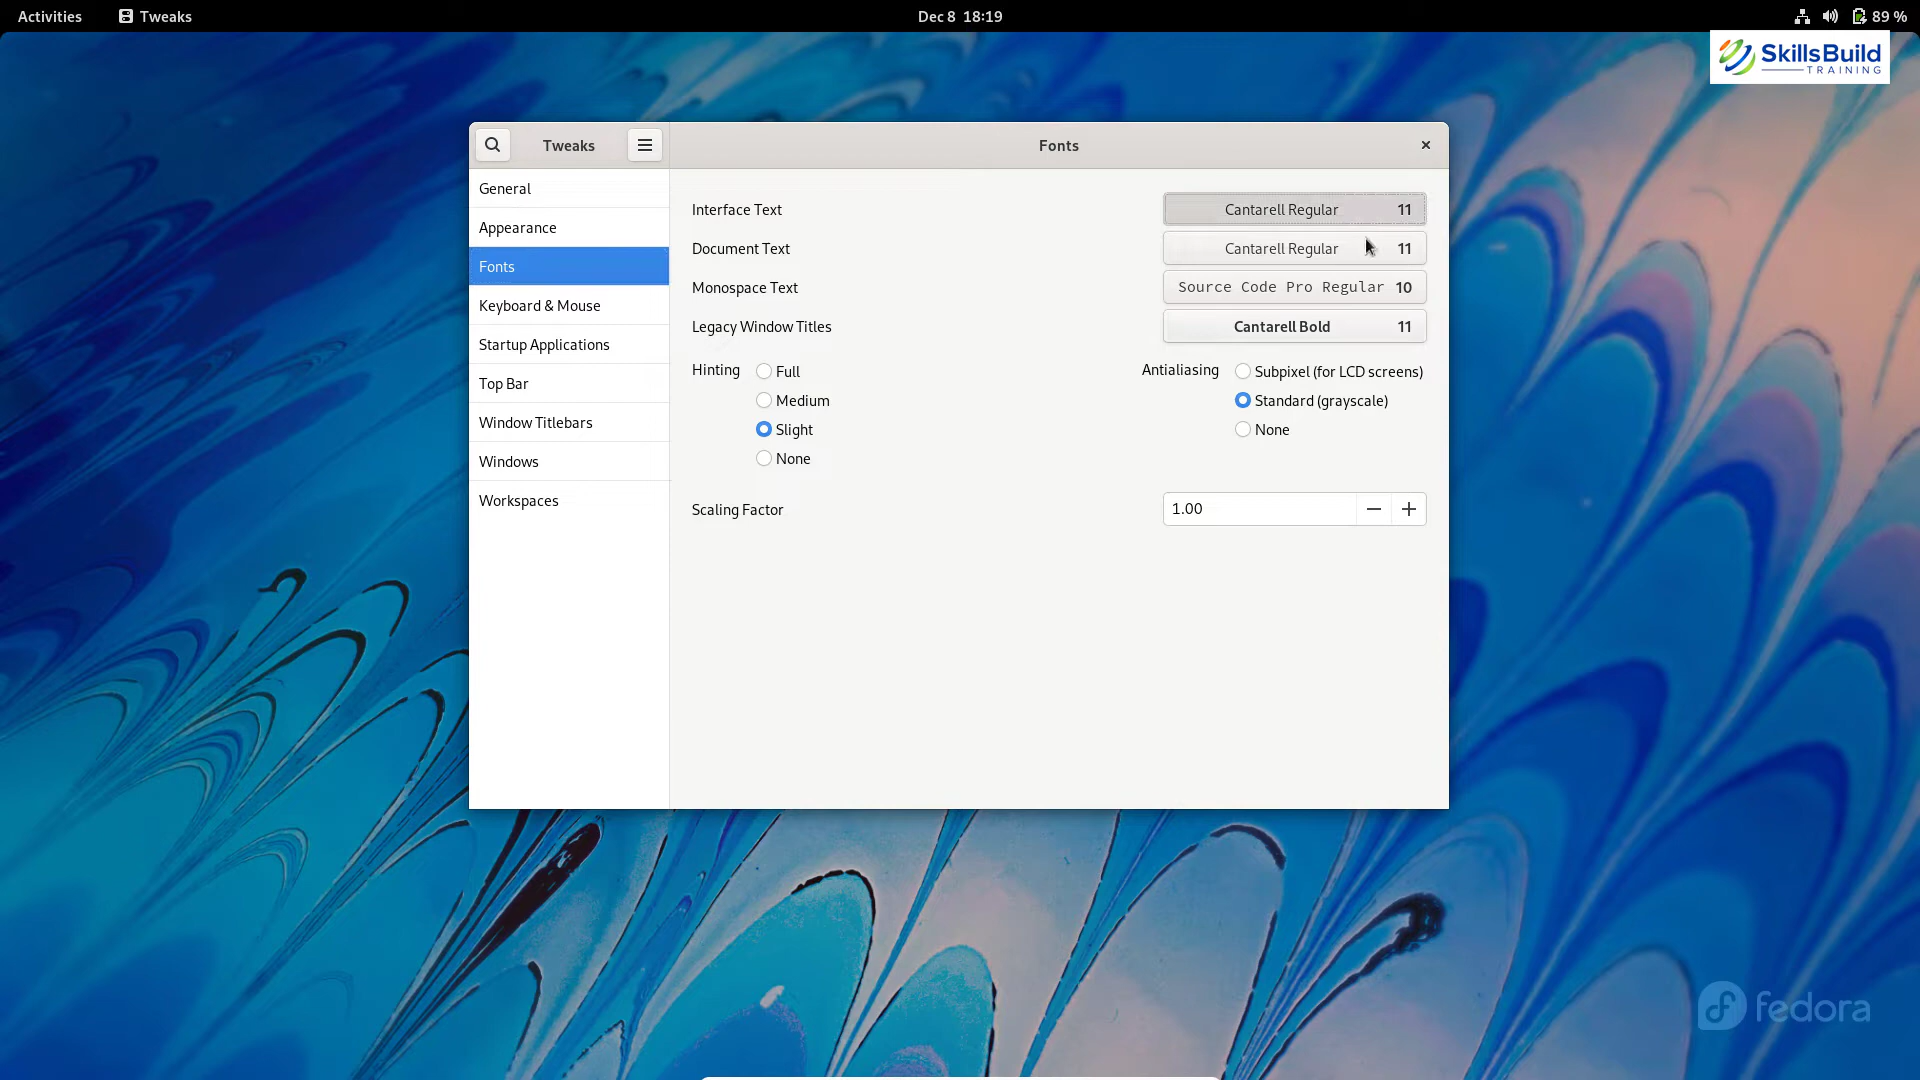 Activities Tweaks Dec 8 18:19 89 %
SkillsBuild
TRAINING
Tweaks Fonts
General
Appearance
Fonts
Keyboard & Mouse
Startup Applications
Top Bar
Window Titlebars
Windows
Workspaces
Interface Text Cantarell Regular 11
Document Text Cantarell Regular 11
Monospace Text Source Code Pro Regular 10
Legacy Window Titles Cantarell Bold 11
Hinting Full Antialiasing Subpixel (for LCD screens)
Medium Standard (grayscale)
Slight None
None
Scaling Factor 1.00
fedora